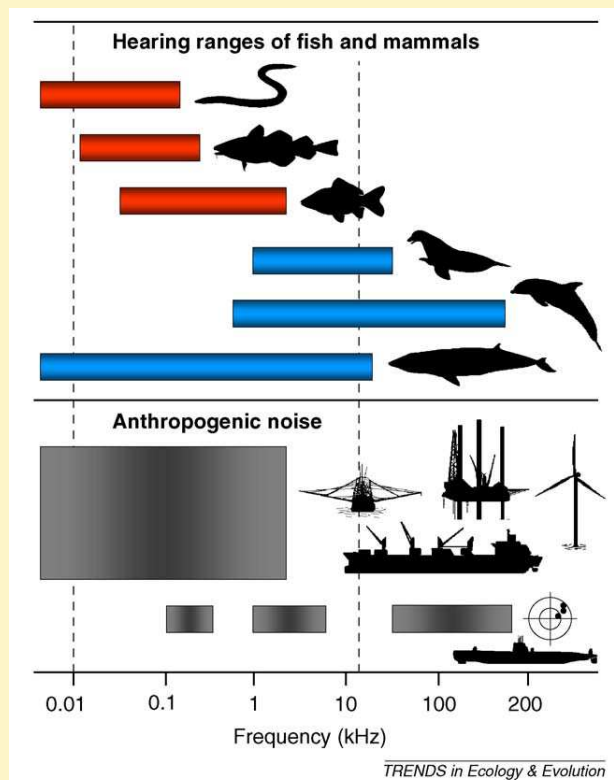 Hearing ranges of fish and mammals
Anthropogenic noise
0.01 0.1 1 10 100 200
Frequency (kHz)
TRENDS in Ecology & Evolution